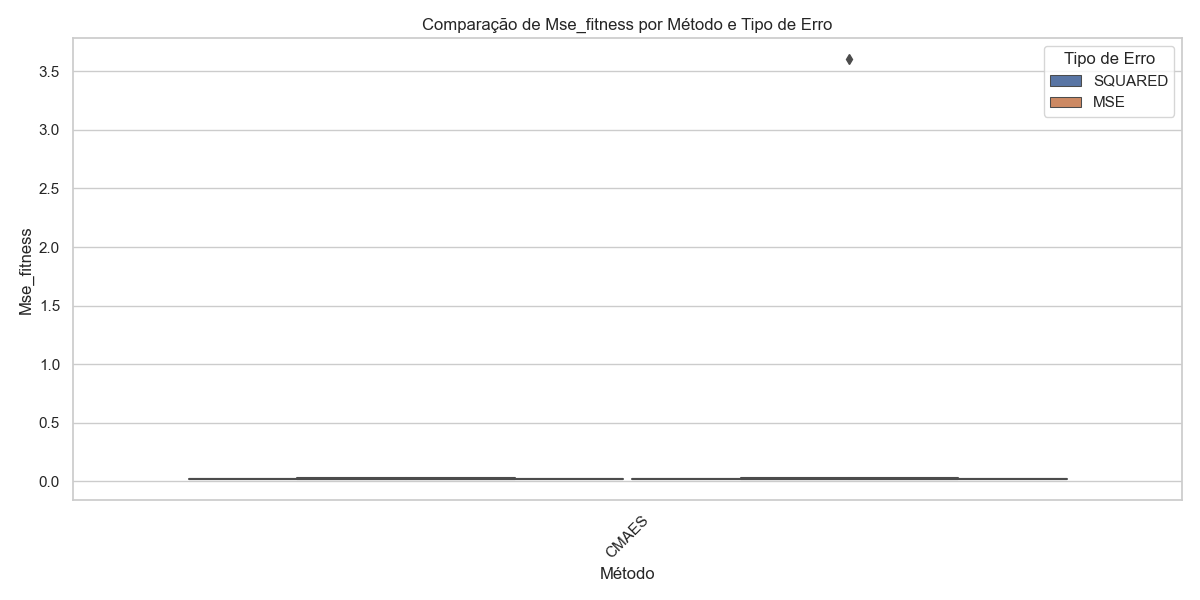 Comparação de Mse_fitness por Método e Tipo de Erro
Tipo de Erro
SQUARED
MSE
Mse_fitness
3.5
3.0
2.5
2.0
1.5
1.0
0.5
0.0
CMAES
Método